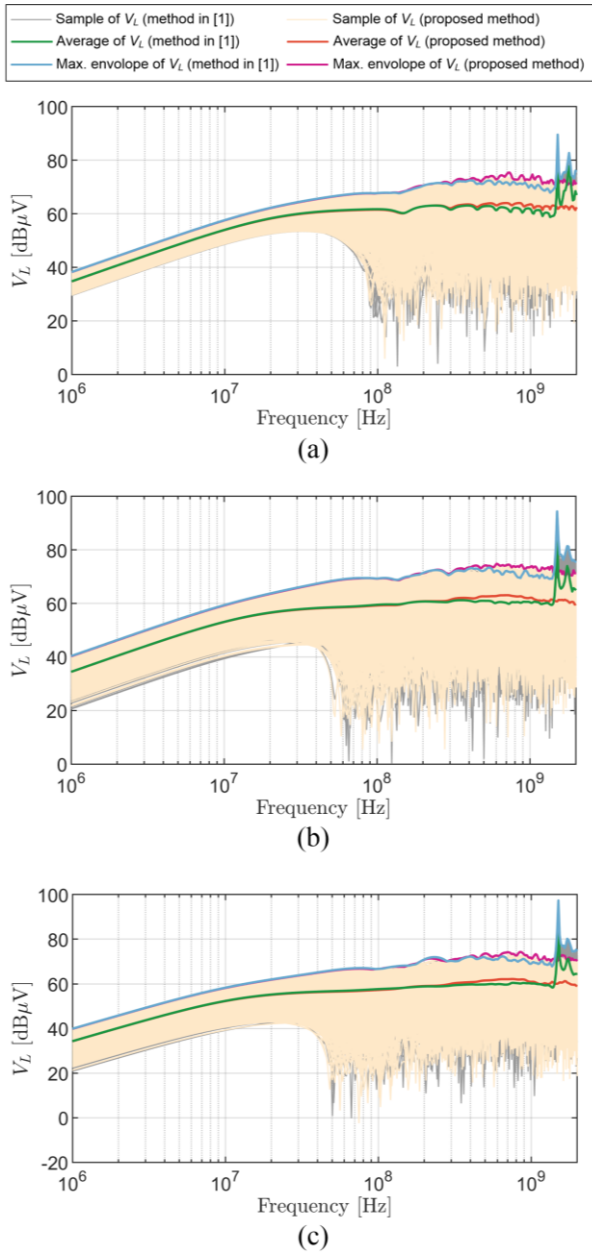 Sample of V_L (method in [1]) Sample of V_L (proposed method)
Average of V_L (method in [1]) Average of V_L (proposed method)
Max. envolope of V_L (method in [1]) Max. envelope of V_L (proposed method)
100
80
60
40
20
0
V_L [dBµV]
10^6 10^7 10^8 10^9
Frequency [Hz]
(a)
100
80
60
40
20
0
V_L [dBµV]
10^6 10^7 10^8 10^9
Frequency [Hz]
(b)
100
80
60
40
20
0
-20
V_L [dBµV]
10^6 10^7 10^8 10^9
Frequency [Hz]
(c)